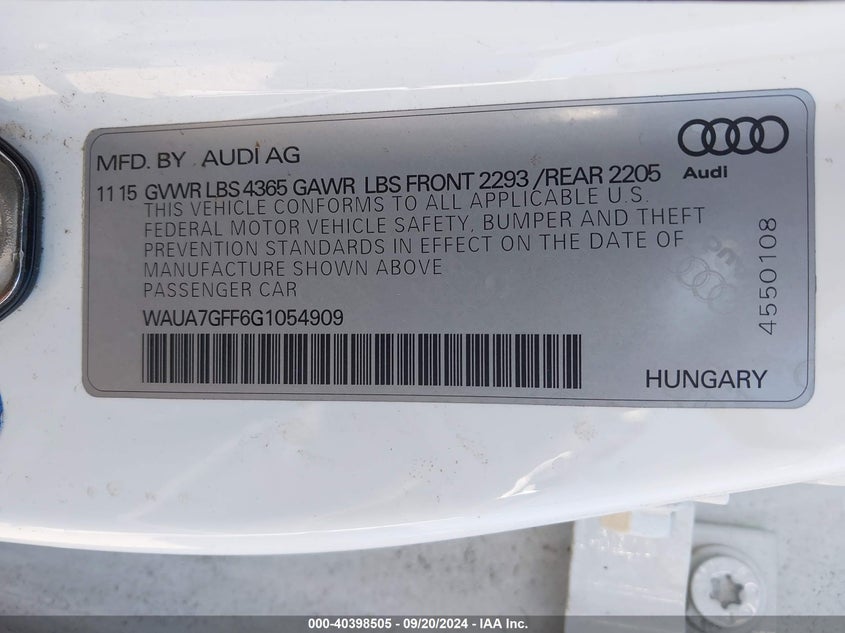 MFD. BY AUDI AG
Audi
11 15 GVWR LBS 4365 GAWR LBS FRONT 2293 /REAR 2205
THIS VEHICLE CONFORMS TO ALL APPLICABLE U.S.
FEDERAL MOTOR VEHICLE SAFETY, BUMPER AND THEFT
PREVENTION STANDARDS IN EFFECT ON THE DATE OF
MANUFACTURE SHOWN ABOVE
PASSENGER CAR
WAUA7GFF6G1054909
HUNGARY
4550108
000-40398505 - 09/20/2024 - IAA Inc.